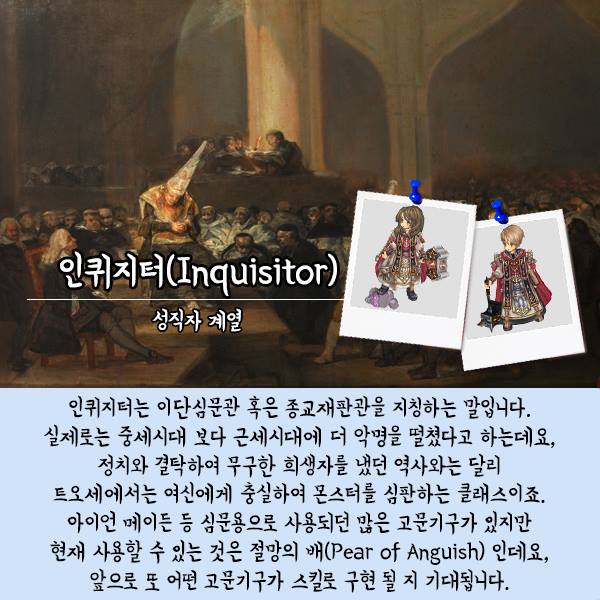 인퀴지터(Inquisitor)
성직자 계열
인퀴지터는 이단심문관 혹은 종교재판관을 지칭하는 말입니다.
실제로는 중세시대 보다 근세시대에 더 악명을 떨쳤다고 하는데요,
정치와 결탁하여 무구한 희생자를 냈던 역사와는 달리
트오세에서는 여신에게 충실하여 몬스터를 심판하는 클래스이죠.
아이언 메이든 등 심문용으로 사용되던 많은 고문기구가 있지만
현재 사용할 수 있는 것은 절망의 배(Pear of Anguish) 인데요,
앞으로 또 어떤 고문기구가 스킬로 구현 될 지 기대됩니다.